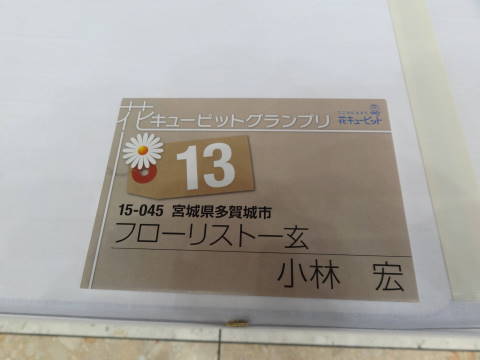 花キューピットグランプリ
花キューピット
13
15-045 宮城県多賀城市
フローリスト一玄
小林 宏